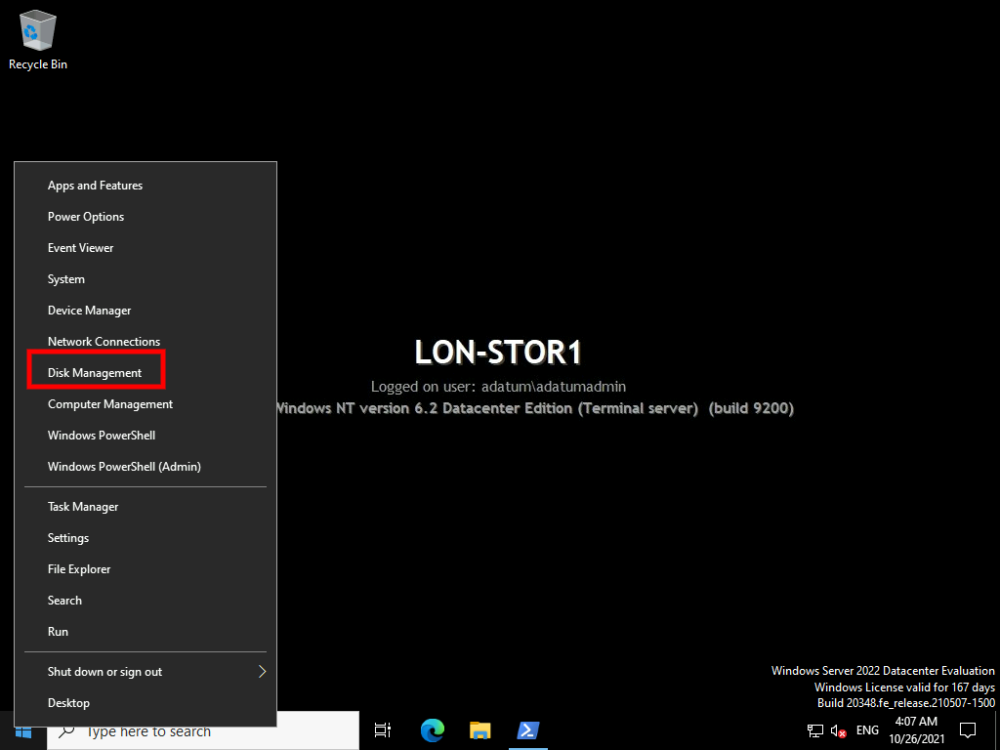 Recycle Bin
Apps and Features
Power Options
Event Viewer
System
Device Manager
Network Connections
Disk Management
Computer Management
Windows PowerShell
Windows PowerShell (Admin)
Task Manager
Settings
File Explorer
Search
Run
Shut down or sign out
Desktop
LON-STOR1
Logged on user: adatum\adatumadmin
Windows NT version 6.2 Datacenter Edition (Terminal server) (build 9200)
Windows Server 2022 Datacenter Evaluation
Windows License valid for 167 days
Build 20348.fe_release.210507-1500
Type here to search
ENG
4:07 AM
10/26/2021